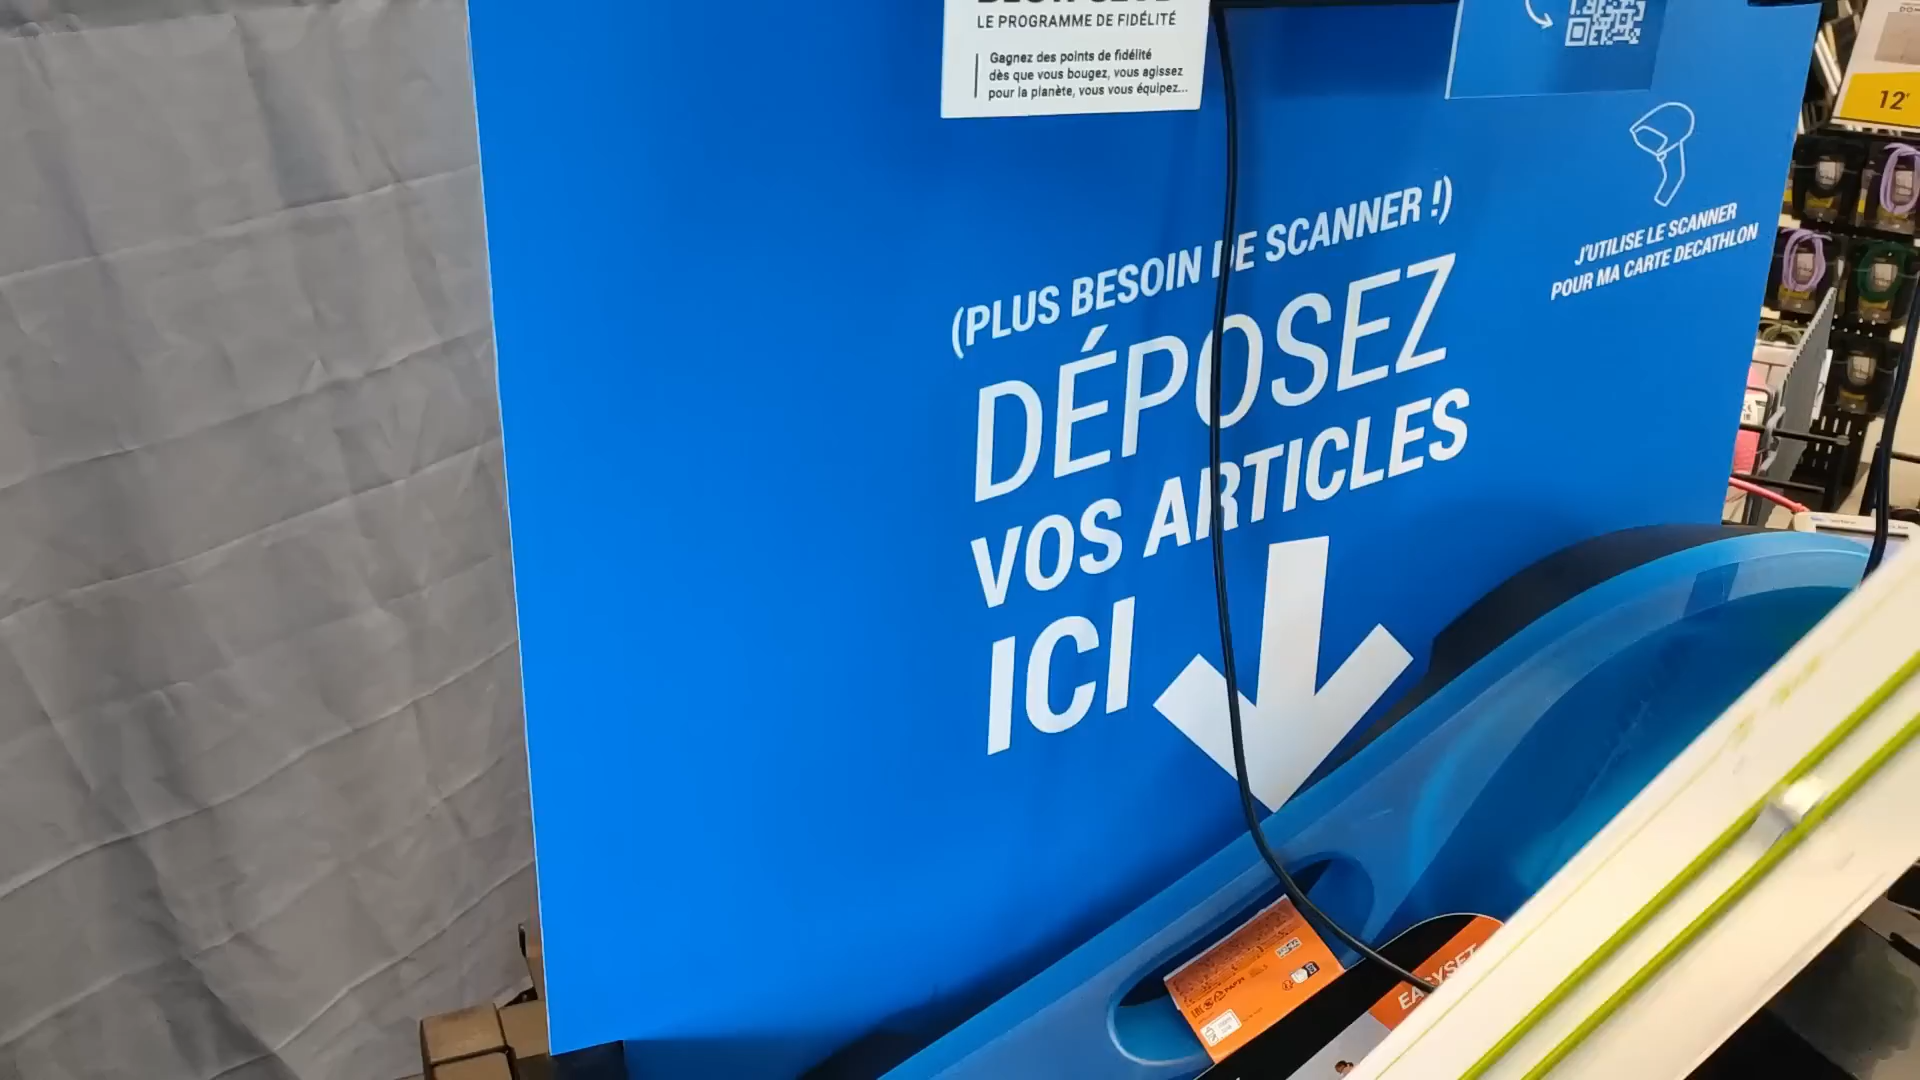 LE PROGRAMME DE FIDÉLITÉ
Gagnez des points de fidélité
dès que vous bougez, vous agissez
pour la planète, vous vous équipez...
12€
(PLUS BESOIN DE SCANNER !)
DÉPOSEZ
VOS ARTICLES
ICI
J'UTILISE LE SCANNER
POUR MA CARTE DECATHLON
EASYSET